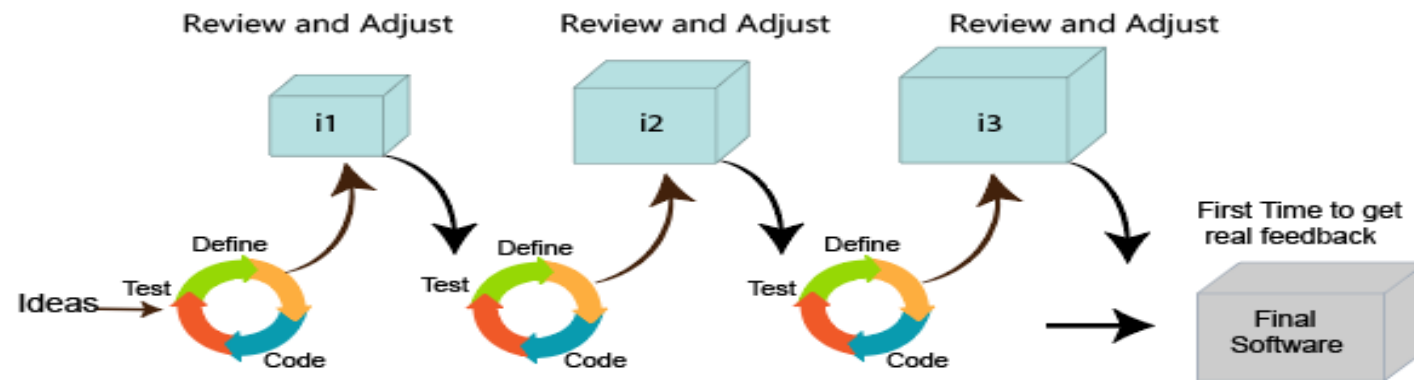 Review and Adjust
Review and Adjust
Review and Adjust
i1
i2
i3
First Time to get
real feedback
Define
Define
Define
Test
Test
Test
Ideas
Code
Code
Code
Final
Software